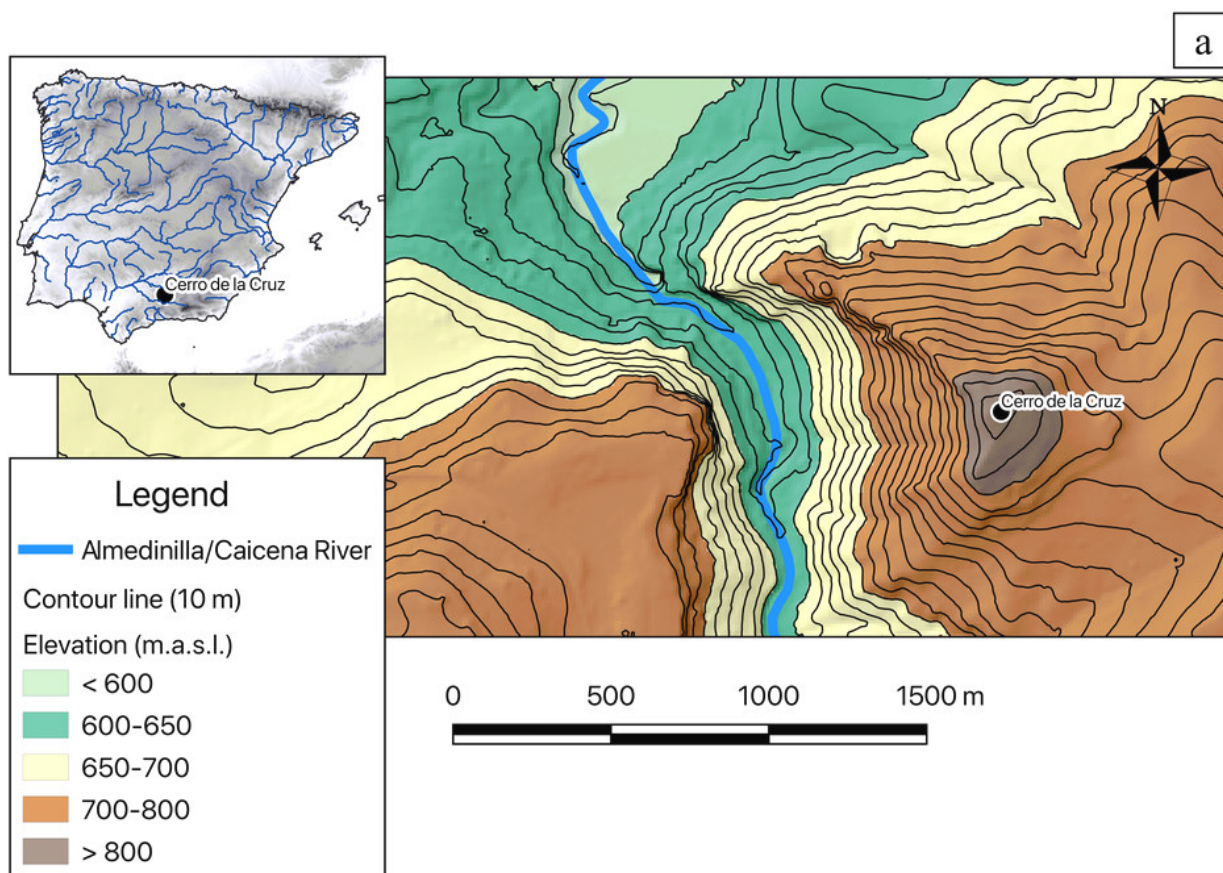 a
N
Cerro de la Cruz
Cerro de la Cruz
Legend
Almedinilla/Caicena River
Contour line (10 m)
Elevation (m.a.s.l.)
< 600
600-650
650-700
700-800
> 800
0 500 1000 1500 m